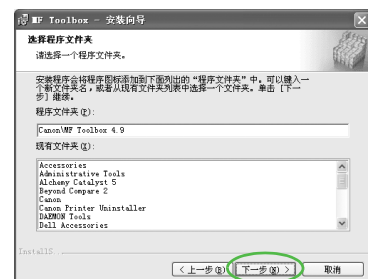 MF Toolbox - 安装向导
选择程序文件夹
请选择一个程序文件夹。
安装程序会将程序图标添加到下面列出的“程序文件夹”中。可以键入一
个新文件夹名，或者从现有文件夹列表中选择一个文件夹。单击 [下一
步] 继续。
程序文件夹(P):
Canon\MF Toolbox 4.9
现有文件夹(X):
Accessories
Administrative Tools
Alchemy Catalyst 5
Beyond Compare 2
Canon
Canon Printer Uninstaller
DAEMON Tools
Dell Accessories
InstallS
< 上一步(B) 下一步(N) > 取消